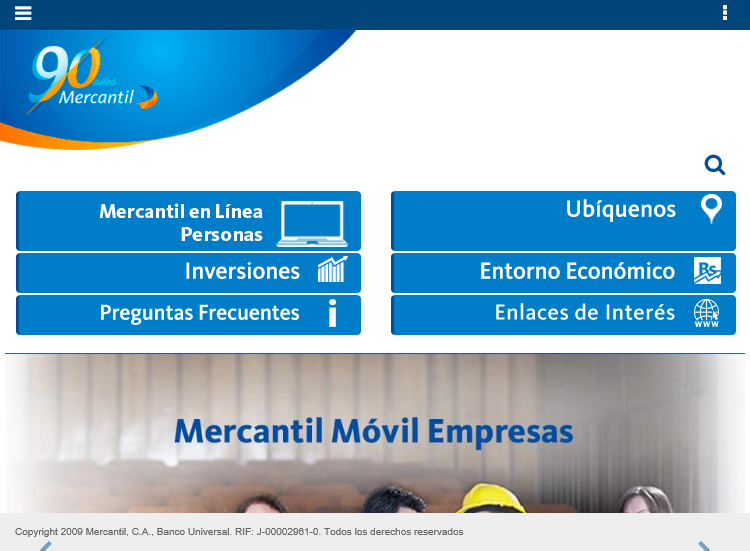 90
años
Mercantil
Mercantil en Línea
Personas
Ubíquenos
Inversiones
Entorno Económico
Bs
Preguntas Frecuentes
Enlaces de Interés
www
Mercantil Móvil Empresas
Copyright 2009 Mercantil, C.A., Banco Universal. RIF: J-00002961-0. Todos los derechos reservados